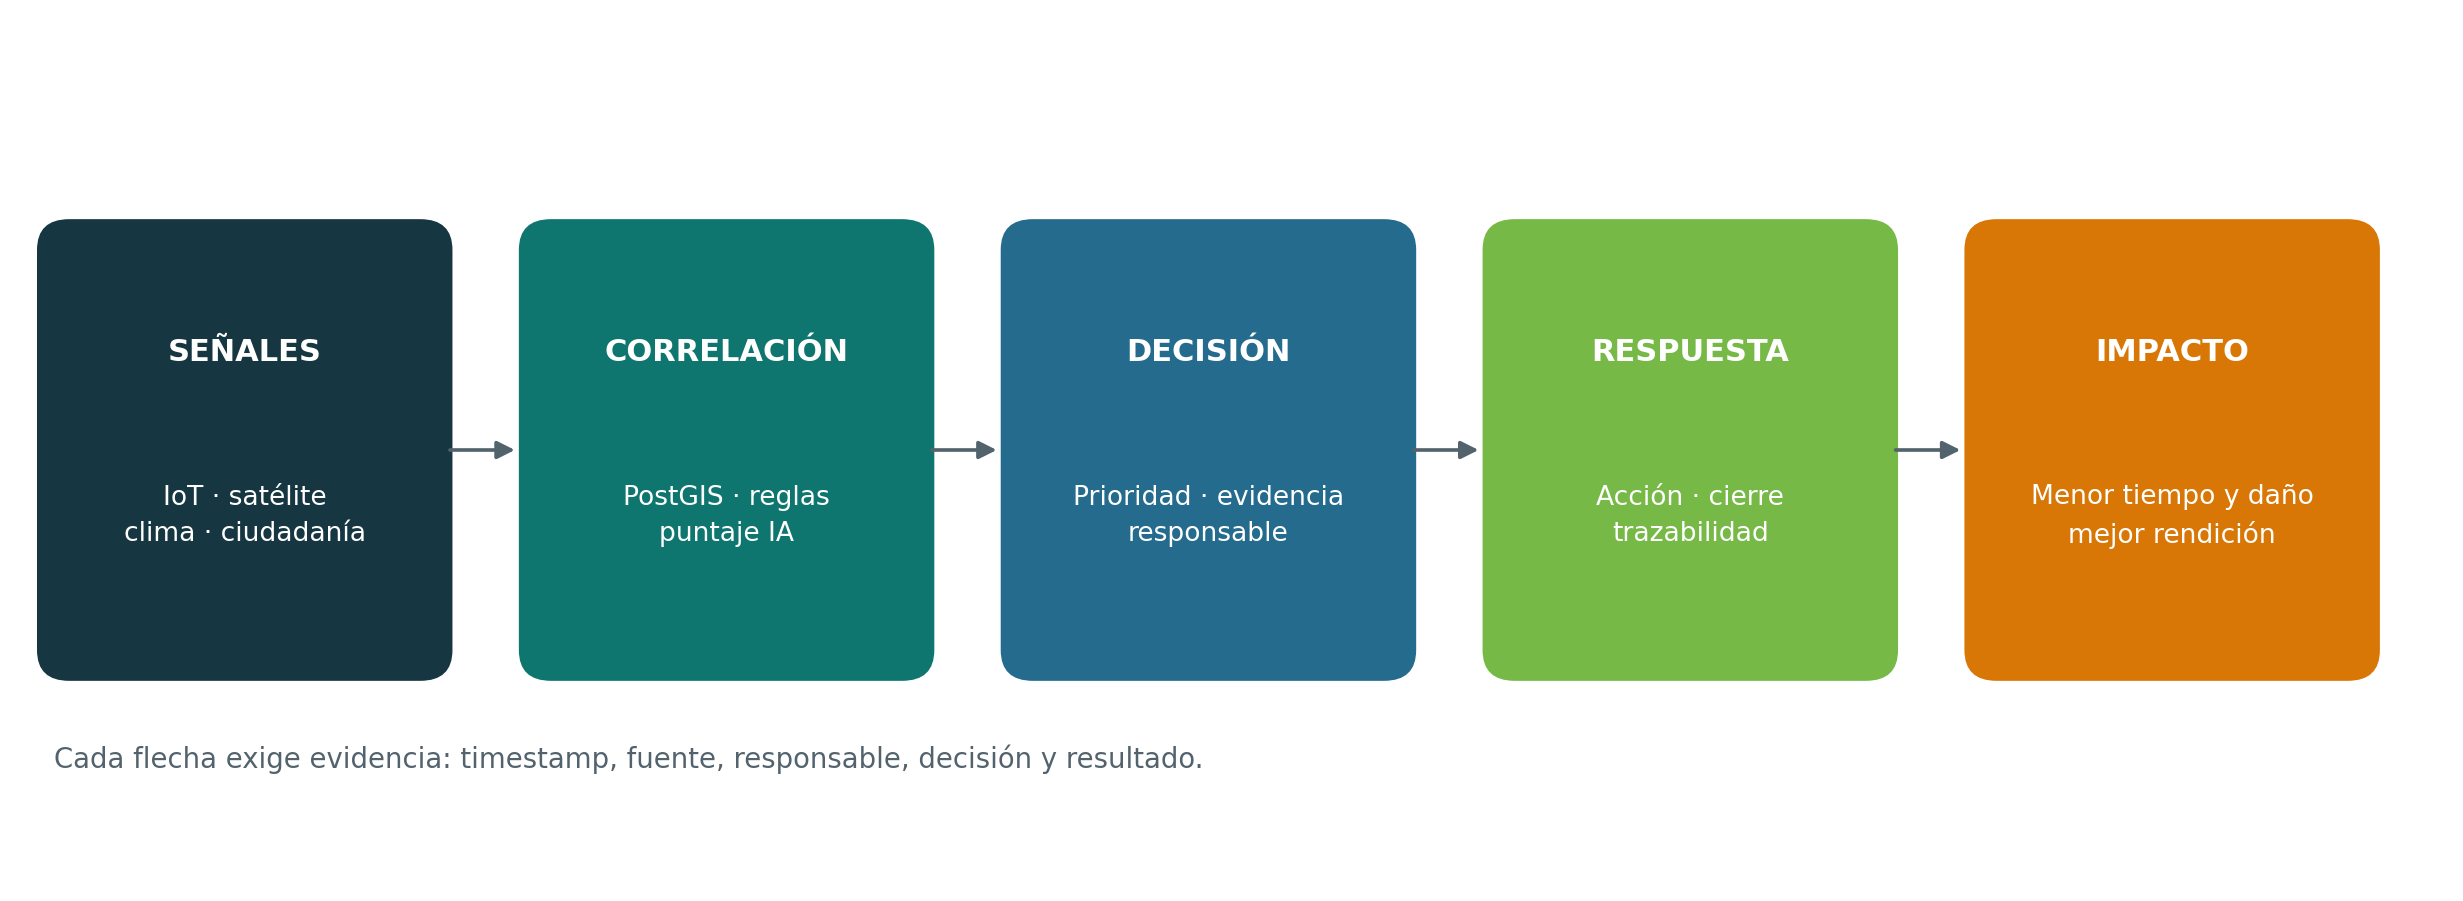 SEÑALES
IoT · satélite
clima · ciudadanía
CORRELACIÓN
PostGIS · reglas
puntaje IA
DECISIÓN
Prioridad · evidencia
responsable
RESPUESTA
Acción · cierre
trazabilidad
IMPACTO
Menor tiempo y daño
mejor rendición
Cada flecha exige evidencia: timestamp, fuente, responsable, decisión y resultado.